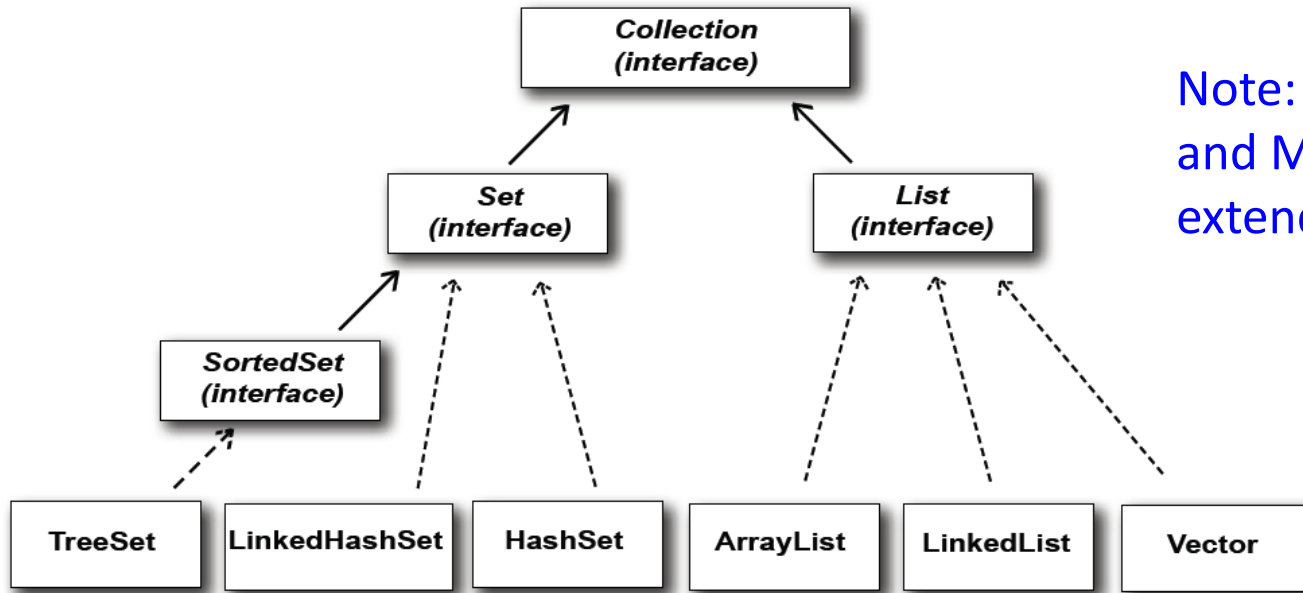 Collection
(interface)
Note:
and M
exten
Set
(interface)
List
(interface)
SortedSet
(interface)
TreeSet
LinkedHashSet
HashSet
ArrayList
LinkedList
Vector